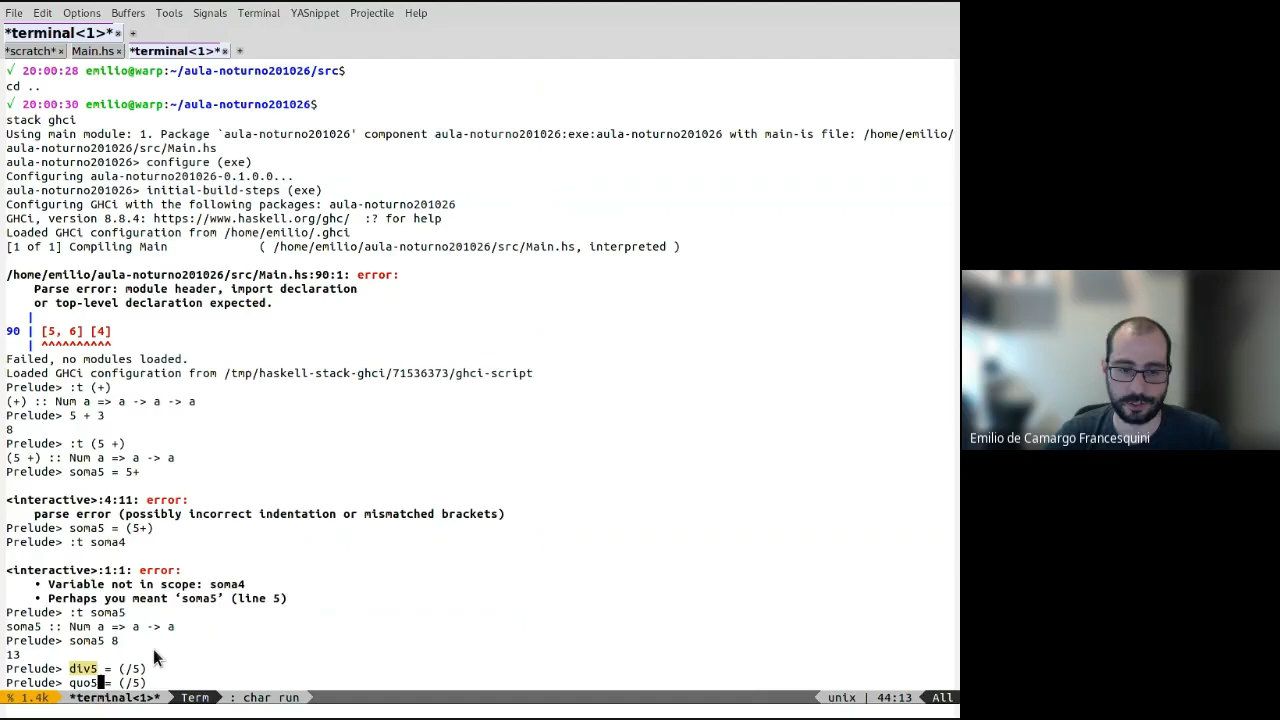 File Edit Options Buffers Tools Signals Terminal YASnippet Projectile Help
*terminal<1>*
*scratch* Main.hs *terminal<1>*
√ 20:00:28 emilio@warp:~/aula-noturno201026/src$
cd ..
√ 20:00:30 emilio@warp:~/aula-noturno201026$
stack ghci
Using main module: 1. Package `aula-noturno201026' component aula-noturno201026:exe:aula-noturno201026 with main-is file: /home/emilio/
aula-noturno201026/src/Main.hs
aula-noturno201026> configure (exe)
Configuring aula-noturno201026-0.1.0.0...
aula-noturno201026> initial-build-steps (exe)
Configuring GHCi with the following packages: aula-noturno201026
GHCi, version 8.8.4: https://www.haskell.org/ghc/  :? for help
Loaded GHCi configuration from /home/emilio/.ghci
[1 of 1] Compiling Main             ( /home/emilio/aula-noturno201026/src/Main.hs, interpreted )
/home/emilio/aula-noturno201026/src/Main.hs:90:1: error:
Parse error: module header, import declaration
or top-level declaration expected.
|
90 | [5, 6] [4]
| ^^^^^^^^^^
Failed, no modules loaded.
Loaded GHCi configuration from /tmp/haskell-stack-ghci/71536373/ghci-script
Prelude> :t (+)
(+) :: Num a => a -> a -> a
Prelude> 5 + 3
8
Prelude> :t (5 +)
(5 +) :: Num a => a -> a
Prelude> soma5 = 5+
<interactive>:4:11: error:
parse error (possibly incorrect indentation or mismatched brackets)
Prelude> soma5 = (5+)
Prelude> :t soma4
<interactive>:1:1: error:
• Variable not in scope: soma4
• Perhaps you meant ‘soma5’ (line 5)
Prelude> :t soma5
soma5 :: Num a => a -> a
Prelude> soma5 8
13
Prelude> div5 = (/5)
Prelude> quo5 = (/5)
% 1.4k *terminal<1>* Term : char run unix | 44:13 All
Emilio de Camargo Francesquini